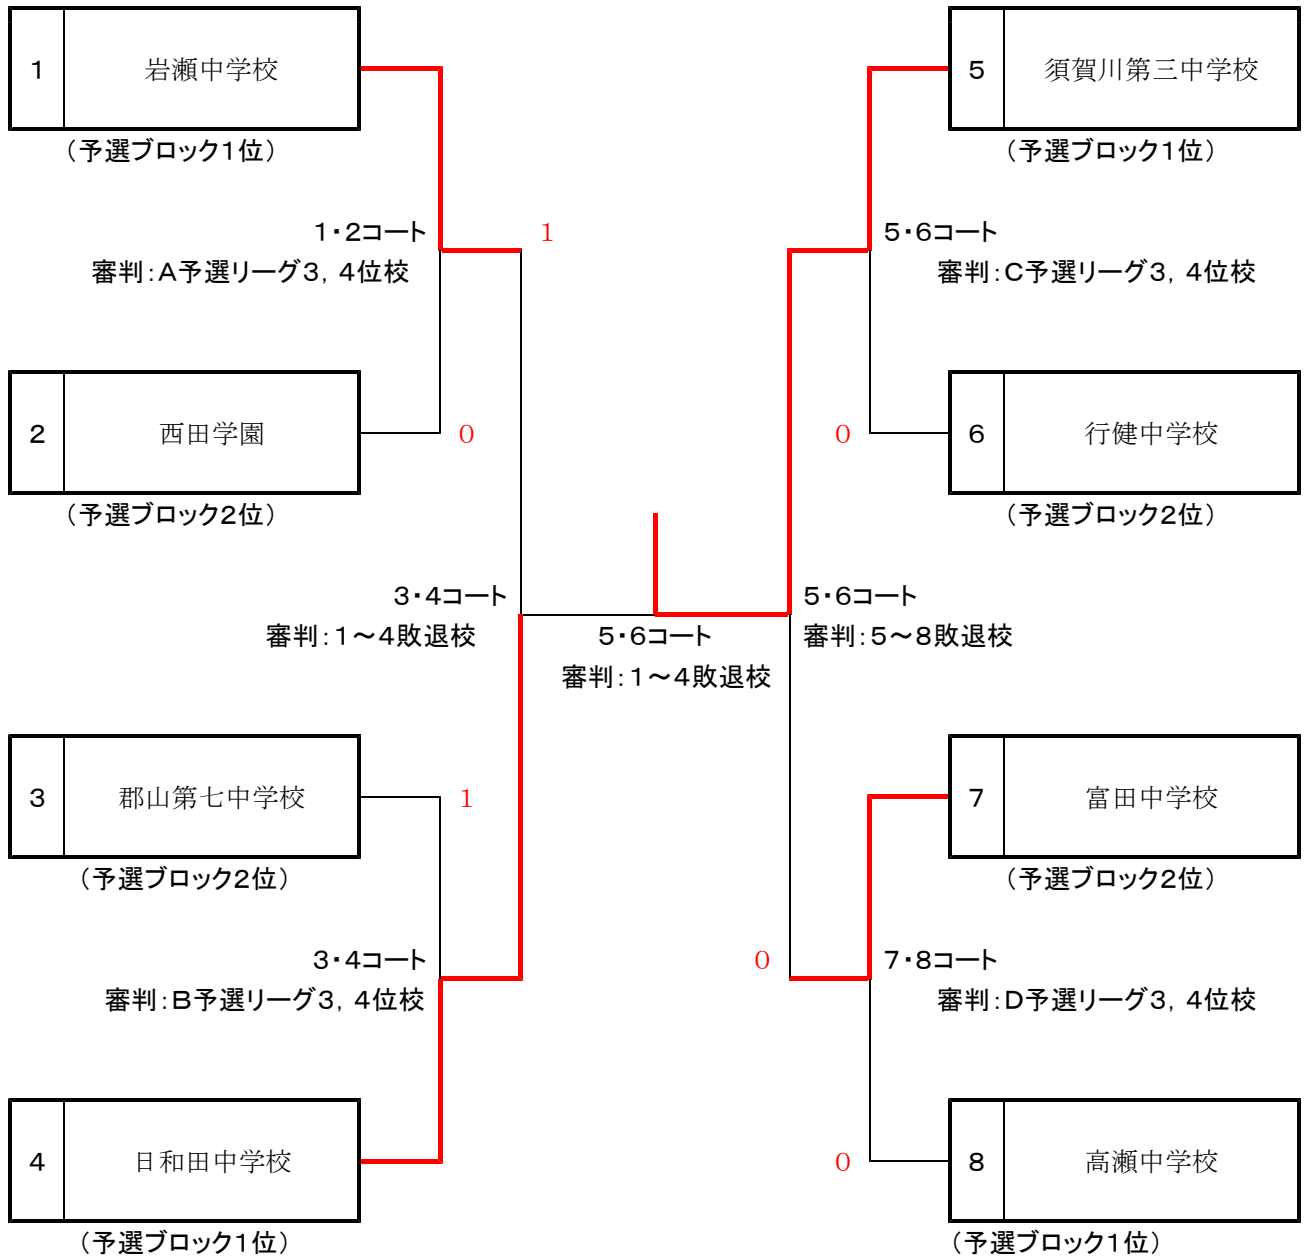 1 岩瀬中学校
（予選ブロック1位）
1・2コート
1
審判：A予選リーグ3，4位校
2 西田学園
0
（予選ブロック2位）
3・4コート
審判：1～4敗退校
3 郡山第七中学校
1
（予選ブロック2位）
3・4コート
審判：B予選リーグ3，4位校
4 日和田中学校
（予選ブロック1位）
5・6コート
審判：1～4敗退校
5 須賀川第三中学校
（予選ブロック1位）
5・6コート
審判：C予選リーグ3，4位校
0
6 行健中学校
（予選ブロック2位）
5・6コート
審判：5～8敗退校
7 富田中学校
（予選ブロック2位）
0
7・8コート
審判：D予選リーグ3，4位校
0
8 高瀬中学校
（予選ブロック1位）